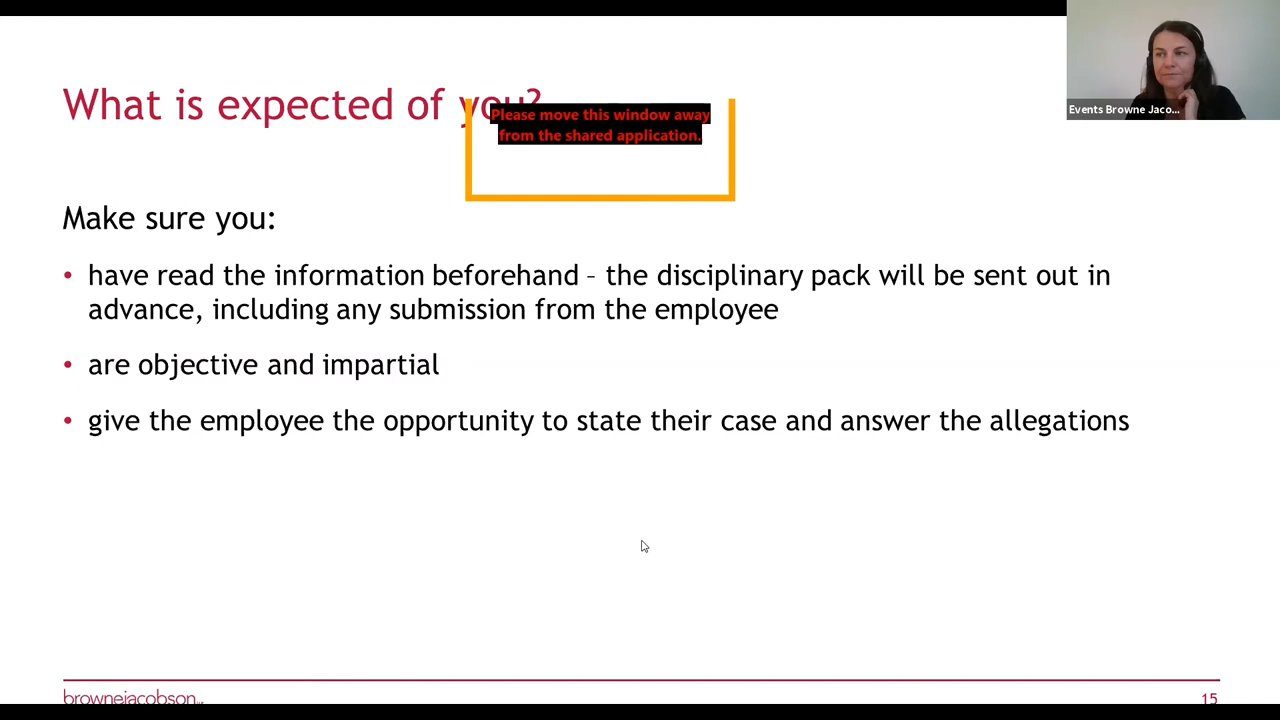 What is expected of you?
Please move this window away
from the shared application.
Events Browne Jaco...
Make sure you:
• have read the information beforehand – the disciplinary pack will be sent out in
advance, including any submission from the employee
• are objective and impartial
• give the employee the opportunity to state their case and answer the allegations
brownejacobson
15